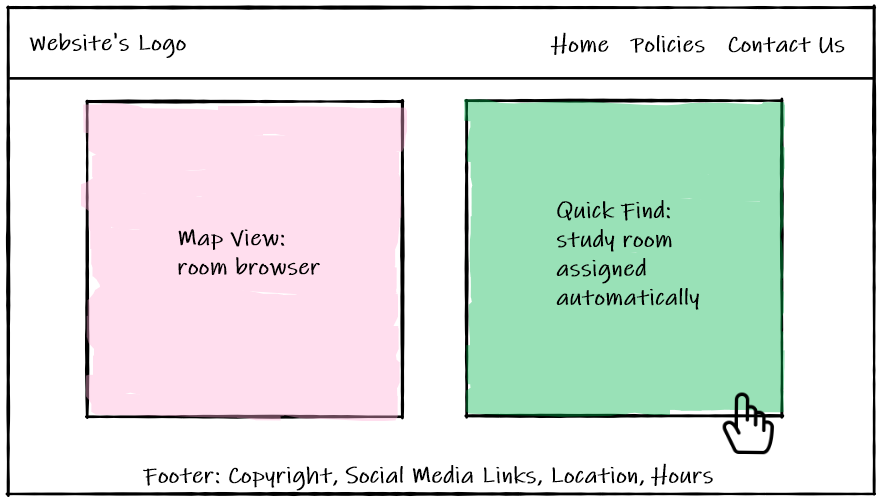 Website's Logo
Home Policies Contact Us
Map View:
room browser
Quick Find:
study room
assigned
automatically
Footer: Copyright, Social Media Links, Location, Hours